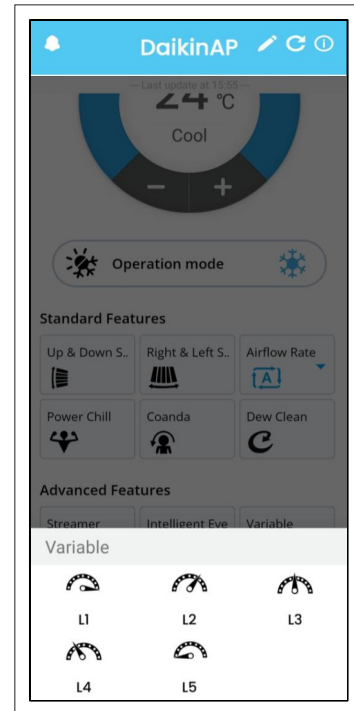 DaikinAP
Last update at 15:55
24 °C
Cool
Operation mode
Standard Features
Up & Down S..
Right & Left S..
Airflow Rate
A
Power Chill
Coanda
Dew Clean
Advanced Features
Streamer
Intelligent Eye
Variable
Variable
L1
L2
L3
L4
L5